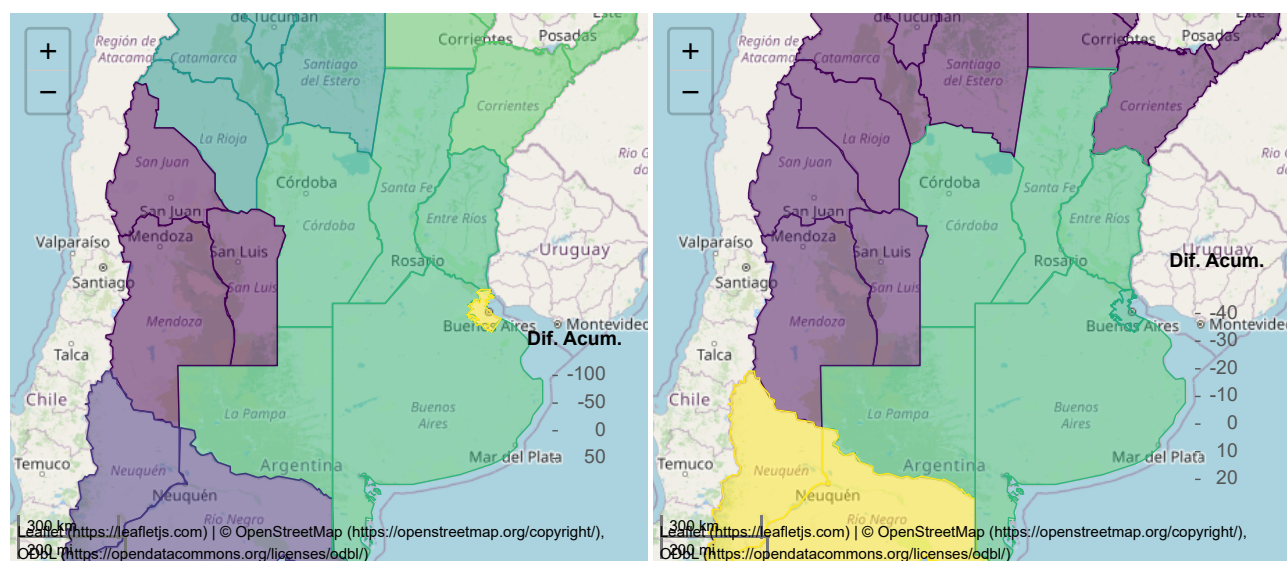 de Tucumán
Este
Corrientes
Posadas
+
−
Región de
Atacama
Catamarca
Santiago
del Estero
Corrientes
La Rioja
San Juan
Córdoba
Santa Fe
San Juan
Córdoba
Entre Ríos
Mendoza
San Luis
Valparaíso
Uruguay
Santiago
Rosario
San Luis
Mendoza
Buenos Aires
Montevideo
Dif. Acum.
Talca
1
- -100
- -50
- 0
50
Chile
La Pampa
Buenos
Aires
Temuco
Neuquén
Argentina
Mar del Plata
Neuquén
Río Negro
300 km
200 mi
Leaflet (https://leafletjs.com) | © OpenStreetMap (https://openstreetmap.org/copyright/),
ODbL (https://opendatacommons.org/licenses/odbl/)
de Tucumán
Este
Corrientes
Posadas
+
−
Región de
Atacama
Catamarca
Santiago
del Estero
Corrientes
Río G
do
La Rioja
San Juan
Córdoba
Santa Fe
San Juan
Córdoba
Entre Ríos
Mendoza
San Luis
Valparaíso
Uruguay
Dif. Acum.
Santiago
Rosario
San Luis
Mendoza
Buenos Aires
Montevideo
Talca
1
- -40
- -30
- -20
- -10
- 0
- 10
- 20
Chile
La Pampa
Buenos
Aires
Temuco
Neuquén
Argentina
Mar del Plata
Neuquén
Río Negro
300 km
200 mi
Leaflet (https://leafletjs.com) | © OpenStreetMap (https://openstreetmap.org/copyright/),
ODbL (https://opendatacommons.org/licenses/odbl/)